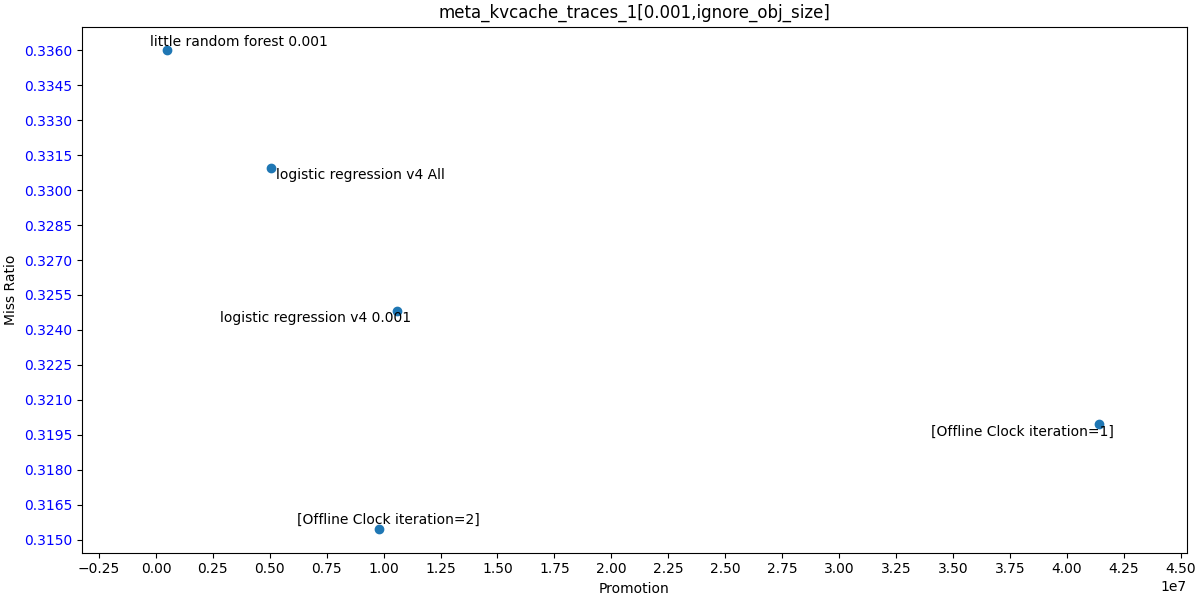 meta_kvcache_traces_1[0.001,ignore_obj_size]
little random forest 0.001
logistic regression v4 All
logistic regression v4 0.001
[Offline Clock iteration=1]
[Offline Clock iteration=2]
Miss Ratio
0.3360
0.3345
0.3330
0.3315
0.3300
0.3285
0.3270
0.3255
0.3240
0.3225
0.3210
0.3195
0.3180
0.3165
0.3150
−0.25 0.00 0.25 0.50 0.75 1.00 1.25 1.50 1.75 2.00 2.25 2.50 2.75 3.00 3.25 3.50 3.75 4.00 4.25 4.50
1e7
Promotion